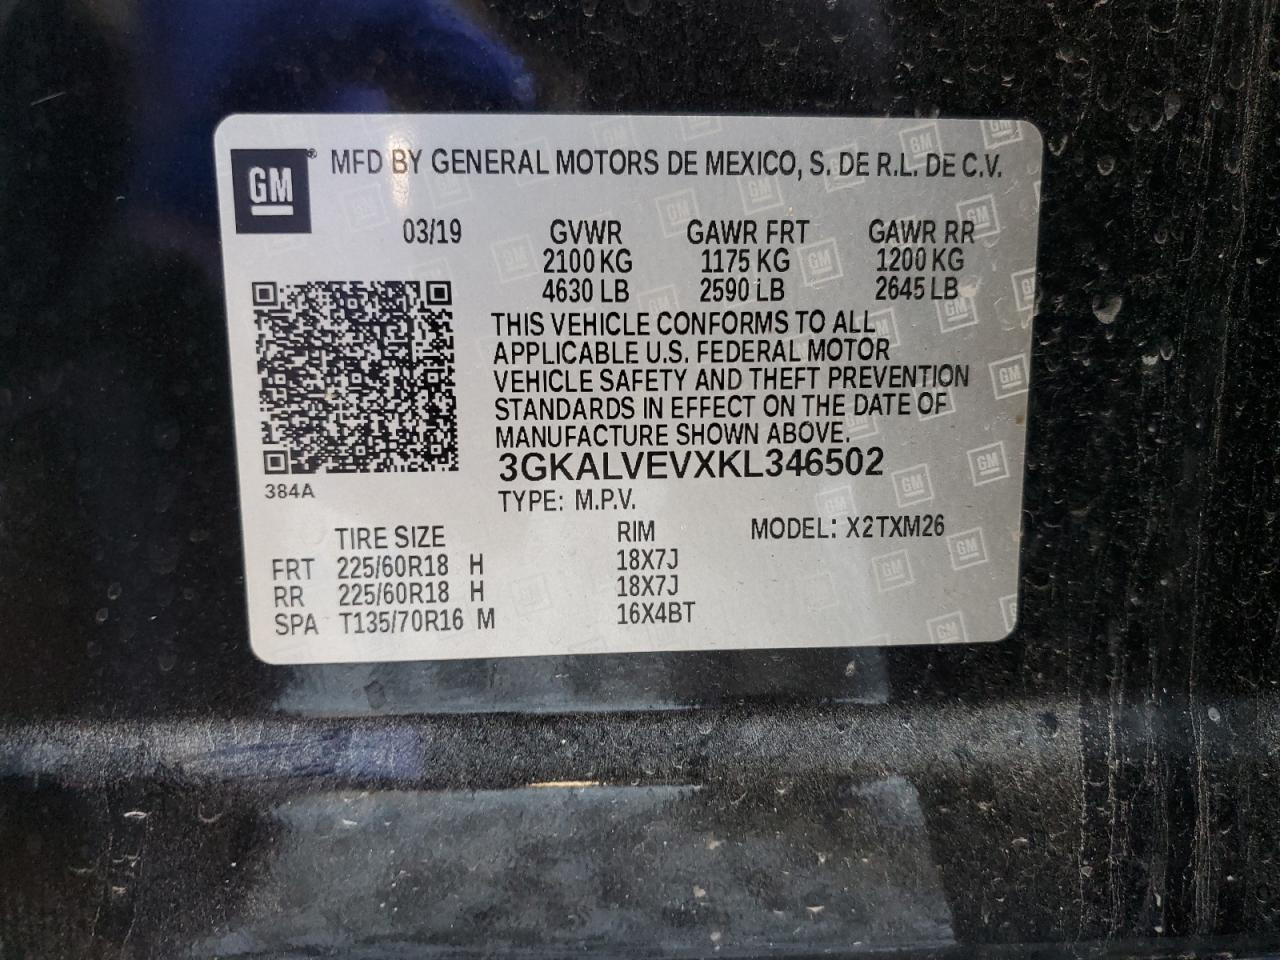 GM® MFD BY GENERAL MOTORS DE MEXICO, S. DE R.L. DE C.V.
03/19 GVWR GAWR FRT GAWR RR
2100 KG 1175 KG 1200 KG
4630 LB 2590 LB 2645 LB
THIS VEHICLE CONFORMS TO ALL
APPLICABLE U.S. FEDERAL MOTOR
VEHICLE SAFETY AND THEFT PREVENTION
STANDARDS IN EFFECT ON THE DATE OF
MANUFACTURE SHOWN ABOVE.
3GKALVEVXKL346502
384A
TYPE: M.P.V.
TIRE SIZE RIM MODEL: X2TXM26
FRT 225/60R18 H 18X7J
RR 225/60R18 H 18X7J
SPA T135/70R16 M 16X4BT